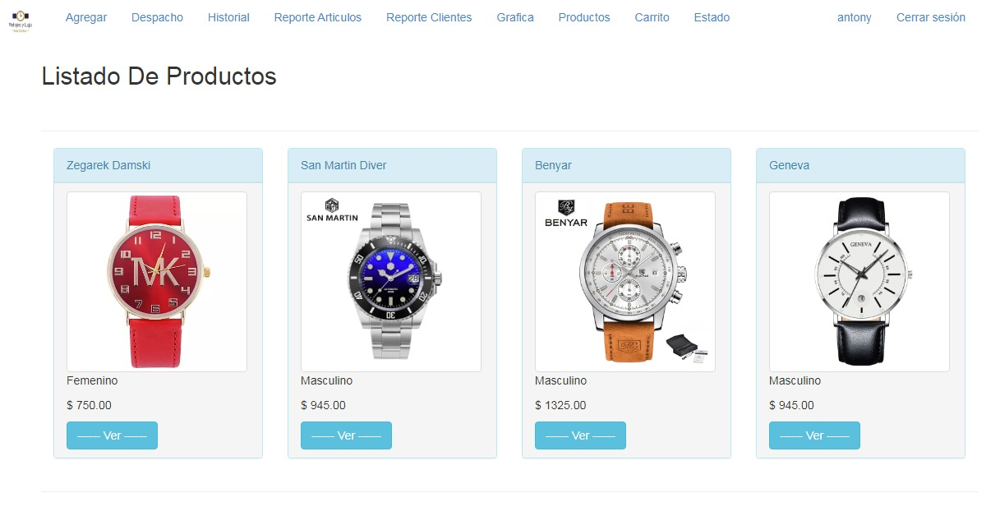 Relojes y Lujo
Agregar Despacho Historial Reporte Articulos Reporte Clientes Grafica Productos Carrito Estado antony Cerrar sesión
Listado De Productos
Zegarek Damski San Martin Diver Benyar Geneva
SAN MARTIN
BENYAR
GENEVA
Femenino Masculino Masculino Masculino
$ 750.00 $ 945.00 $ 1325.00 $ 945.00
—— Ver —— —— Ver —— —— Ver —— —— Ver ——